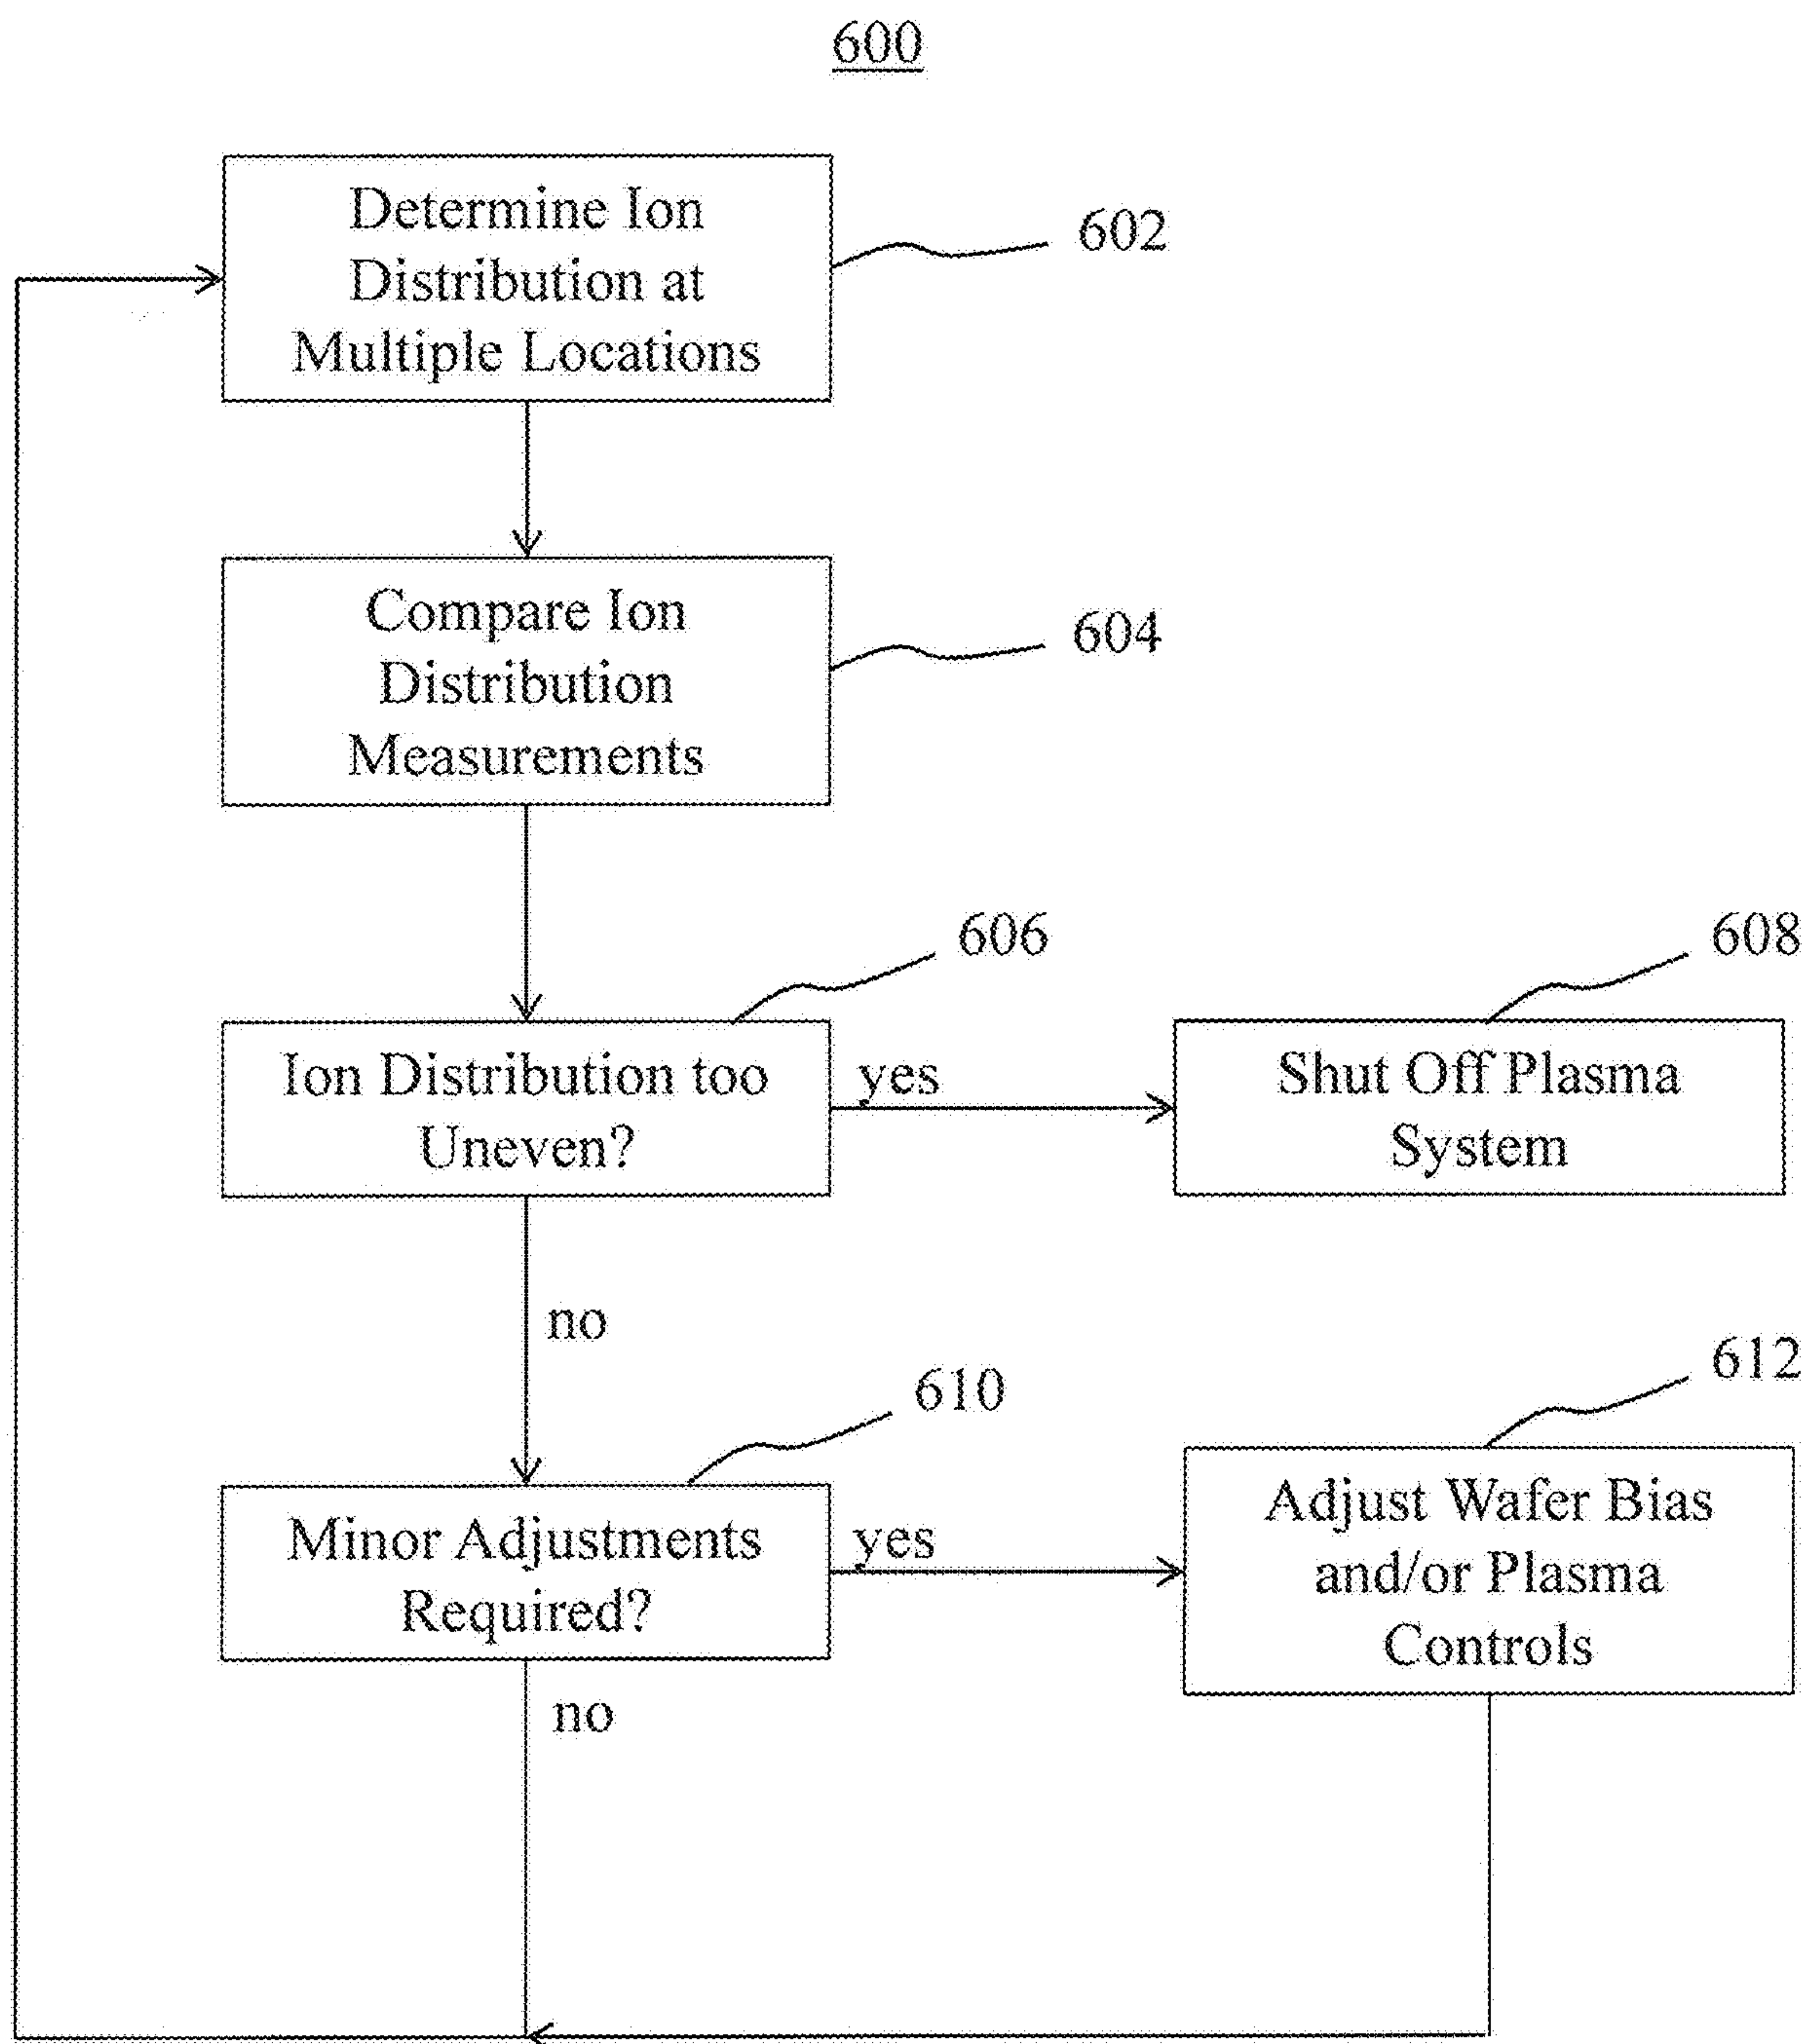 600
Determine Ion
Distribution at
Multiple Locations
602
Compare Ion
Distribution
Measurements
604
606
608
Ion Distribution too
Uneven?
yes
Shut Off Plasma
System
no
610
612
Minor Adjustments
Required?
yes
Adjust Wafer Bias
and/or Plasma
Controls
no